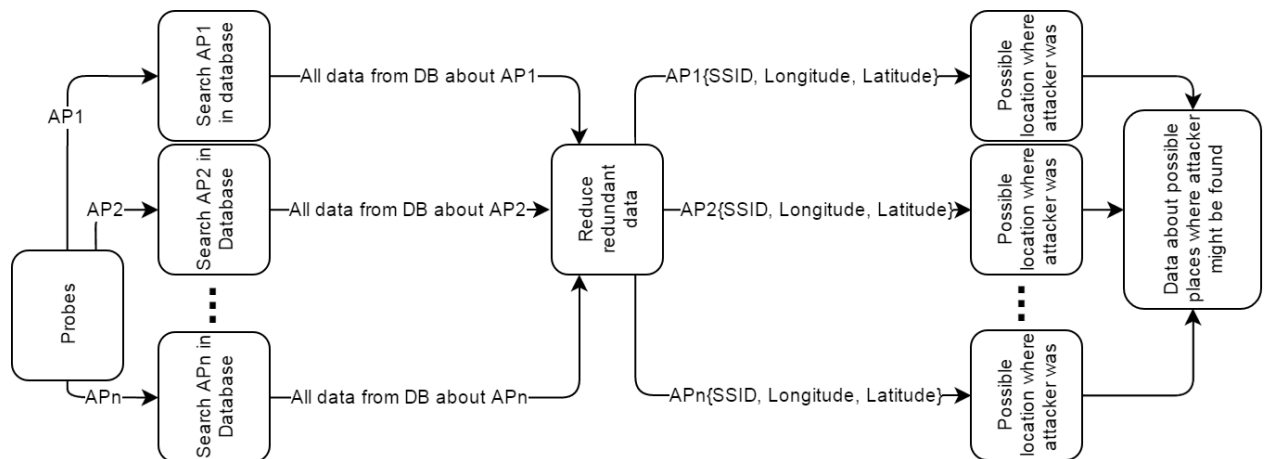 Probes
AP1
AP2
APn
Search AP1
in database
Search AP2 in
Database
Search APn in
Database
All data from DB about AP1
All data from DB about AP2
All data from DB about APn
Reduce
redundant
data
AP1{SSID, Longitude, Latitude}
AP2{SSID, Longitude, Latitude}
APn{SSID, Longitude, Latitude}
Possible
location where
attacker was
Possible
location where
attacker was
Possible
location where
attacker was
Data about possible
places where attacker
might be found